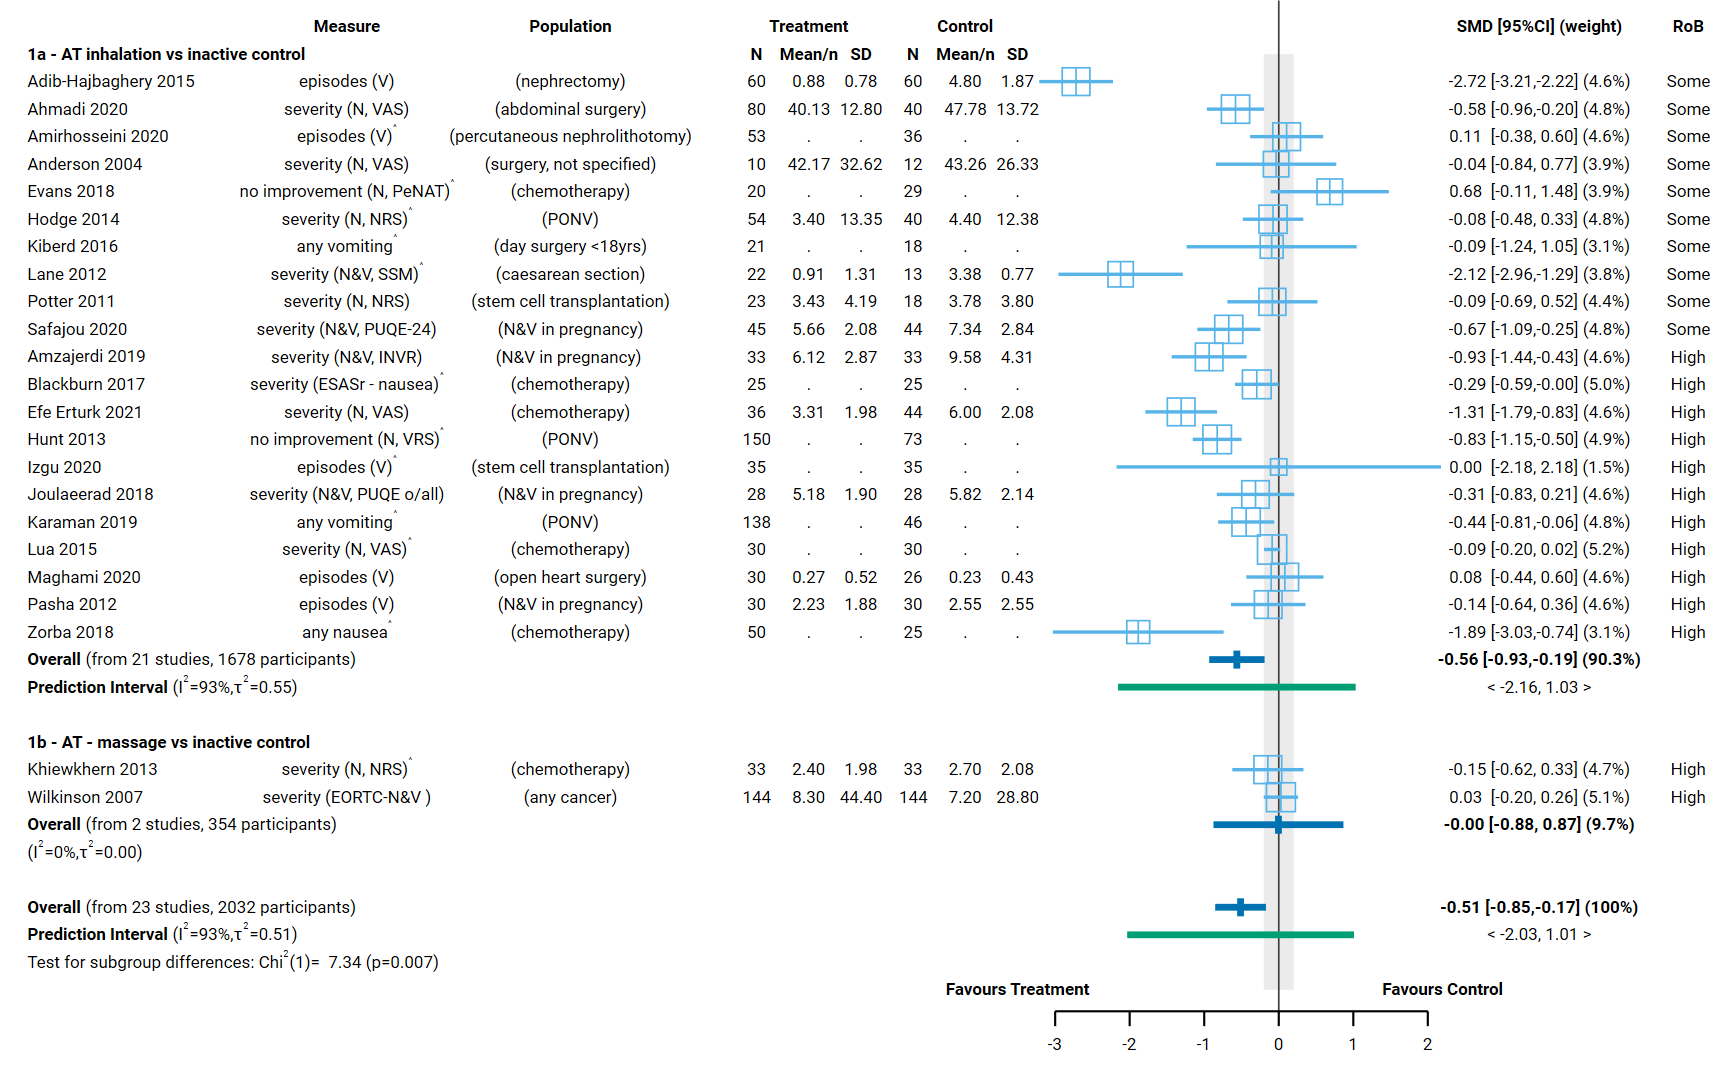 Measure Population Treatment Control SMD [95%CI] (weight) RoB
1a - AT inhalation vs inactive control N Mean/n SD N Mean/n SD
Adib-Hajbaghery 2015 episodes (V) (nephrectomy) 60 0.88 0.78 60 4.80 1.87 -2.72 [-3.21,-2.22] (4.6%) Some
Ahmadi 2020 severity (N, VAS) (abdominal surgery) 80 40.13 12.80 40 47.78 13.72 -0.58 [-0.96,-0.20] (4.8%) Some
Amirhosseini 2020 episodes (V)^ (percutaneous nephrolithotomy) 53 . . 36 . . 0.11 [-0.38, 0.60] (4.6%) Some
Anderson 2004 severity (N, VAS) (surgery, not specified) 10 42.17 32.62 12 43.26 26.33 -0.04 [-0.84, 0.77] (3.9%) Some
Evans 2018 no improvement (N, PeNAT)^ (chemotherapy) 20 . . 29 . . 0.68 [-0.11, 1.48] (3.9%) Some
Hodge 2014 severity (N, NRS)^ (PONV) 54 3.40 13.35 40 4.40 12.38 -0.08 [-0.48, 0.33] (4.8%) Some
Kiberd 2016 any vomiting^ (day surgery <18yrs) 21 . . 18 . . -0.09 [-1.24, 1.05] (3.1%) Some
Lane 2012 severity (N&V, SSM)^ (caesarean section) 22 0.91 1.31 13 3.38 0.77 -2.12 [-2.96,-1.29] (3.8%) Some
Potter 2011 severity (N, NRS) (stem cell transplantation) 23 3.43 4.19 18 3.78 3.80 -0.09 [-0.69, 0.52] (4.4%) Some
Safajou 2020 severity (N&V, PUQE-24) (N&V in pregnancy) 45 5.66 2.08 44 7.34 2.84 -0.67 [-1.09,-0.25] (4.8%) Some
Amzajerdi 2019 severity (N&V, INVR) (N&V in pregnancy) 33 6.12 2.87 33 9.58 4.31 -0.93 [-1.44,-0.43] (4.6%) High
Blackburn 2017 severity (ESASr - nausea)^ (chemotherapy) 25 . . 25 . . -0.29 [-0.59,-0.00] (5.0%) High
Efe Erturk 2021 severity (N, VAS) (chemotherapy) 36 3.31 1.98 44 6.00 2.08 -1.31 [-1.79,-0.83] (4.6%) High
Hunt 2013 no improvement (N, VRS)^ (PONV) 150 . . 73 . . -0.83 [-1.15,-0.50] (4.9%) High
Izgu 2020 episodes (V)^ (stem cell transplantation) 35 . . 35 . . 0.00 [-2.18, 2.18] (1.5%) High
Joulaeerad 2018 severity (N&V, PUQE o/all) (N&V in pregnancy) 28 5.18 1.90 28 5.82 2.14 -0.31 [-0.83, 0.21] (4.6%) High
Karaman 2019 any vomiting^ (PONV) 138 . . 46 . . -0.44 [-0.81,-0.06] (4.8%) High
Lua 2015 severity (N, VAS)^ (chemotherapy) 30 . . 30 . . -0.09 [-0.20, 0.02] (5.2%) High
Maghami 2020 episodes (V) (open heart surgery) 30 0.27 0.52 26 0.23 0.43 0.08 [-0.44, 0.60] (4.6%) High
Pasha 2012 episodes (V) (N&V in pregnancy) 30 2.23 1.88 30 2.55 2.55 -0.14 [-0.64, 0.36] (4.6%) High
Zorba 2018 any nausea^ (chemotherapy) 50 . . 25 . . -1.89 [-3.03,-0.74] (3.1%) High
Overall (from 21 studies, 1678 participants) -0.56 [-0.93,-0.19] (90.3%)
Prediction Interval (I²=93%,τ²=0.55) < -2.16, 1.03 >
1b - AT - massage vs inactive control
Khiewkhern 2013 severity (N, NRS)^ (chemotherapy) 33 2.40 1.98 33 2.70 2.08 -0.15 [-0.62, 0.33] (4.7%) High
Wilkinson 2007 severity (EORTC-N&V ) (any cancer) 144 8.30 44.40 144 7.20 28.80 0.03 [-0.20, 0.26] (5.1%) High
Overall (from 2 studies, 354 participants) -0.00 [-0.88, 0.87] (9.7%)
(I²=0%,τ²=0.00)
Overall (from 23 studies, 2032 participants) -0.51 [-0.85,-0.17] (100%)
Prediction Interval (I²=93%,τ²=0.51) < -2.03, 1.01 >
Test for subgroup differences: Chi²(1)= 7.34 (p=0.007)
Favours Treatment Favours Control
-3 -2 -1 0 1 2